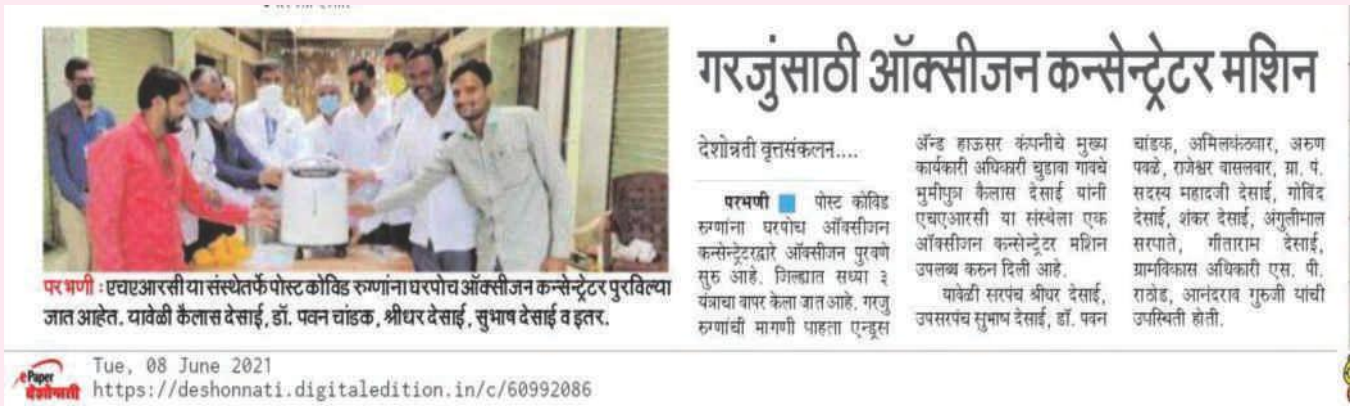 गरजुंसाठी ऑक्सीजन कन्सेन्ट्रेटर मशिन
परभणी : एचएआरसी या संस्थेतर्फे पोस्ट कोविड रुग्णांना घरपोच ऑक्सीजन कन्सेन्ट्रेटर पुरविल्या
जात आहेत. यावेळी कैलास देसाई, डॉ. पवन चांडक, श्रीधर देसाई, सुभाष देसाई व इतर.
देशोन्नती वृत्तसंकलन....
परभणी पोस्ट कोविड
रुग्णांना घरपोच ऑक्सीजन
कन्सेन्ट्रेटरद्वारे ऑक्सीजन पुरवणे
सुरु आहे. जिल्ह्यात सध्या ३
यंत्राचा वापर केला जात आहे. गरजु
रुग्णांची मागणी पाहता एन्ड्रस
ॲन्ड हाऊसर कंपनीचे मुख्य
कार्यकारी अधिकारी चुडावा गावचे
भुमीपुत्र कैलास देसाई यांनी
एचएआरसी या संस्थेला एक
ऑक्सीजन कन्सेन्ट्रेटर मशिन
उपलब्ध करुन दिली आहे.
यावेळी सरपंच श्रीधर देसाई,
उपसरपंच सुभाष देसाई, डॉ. पवन
चांडक, अमिलकंठवार, अरुण
पवळे, राजेश्वर वासलवार, ग्रा. पं.
सदस्य महादजी देसाई, गोविंद
देसाई, शंकर देसाई, अंगुलीमाल
सरपाते, गीताराम देसाई,
ग्रामविकास अधिकारी एस. पी.
राठोड, आनंदराव गुरुजी यांची
उपस्थिती होती.
ePaper
देशोन्नती
Tue, 08 June 2021
https://deshonnati.digitaledition.in/c/60992086